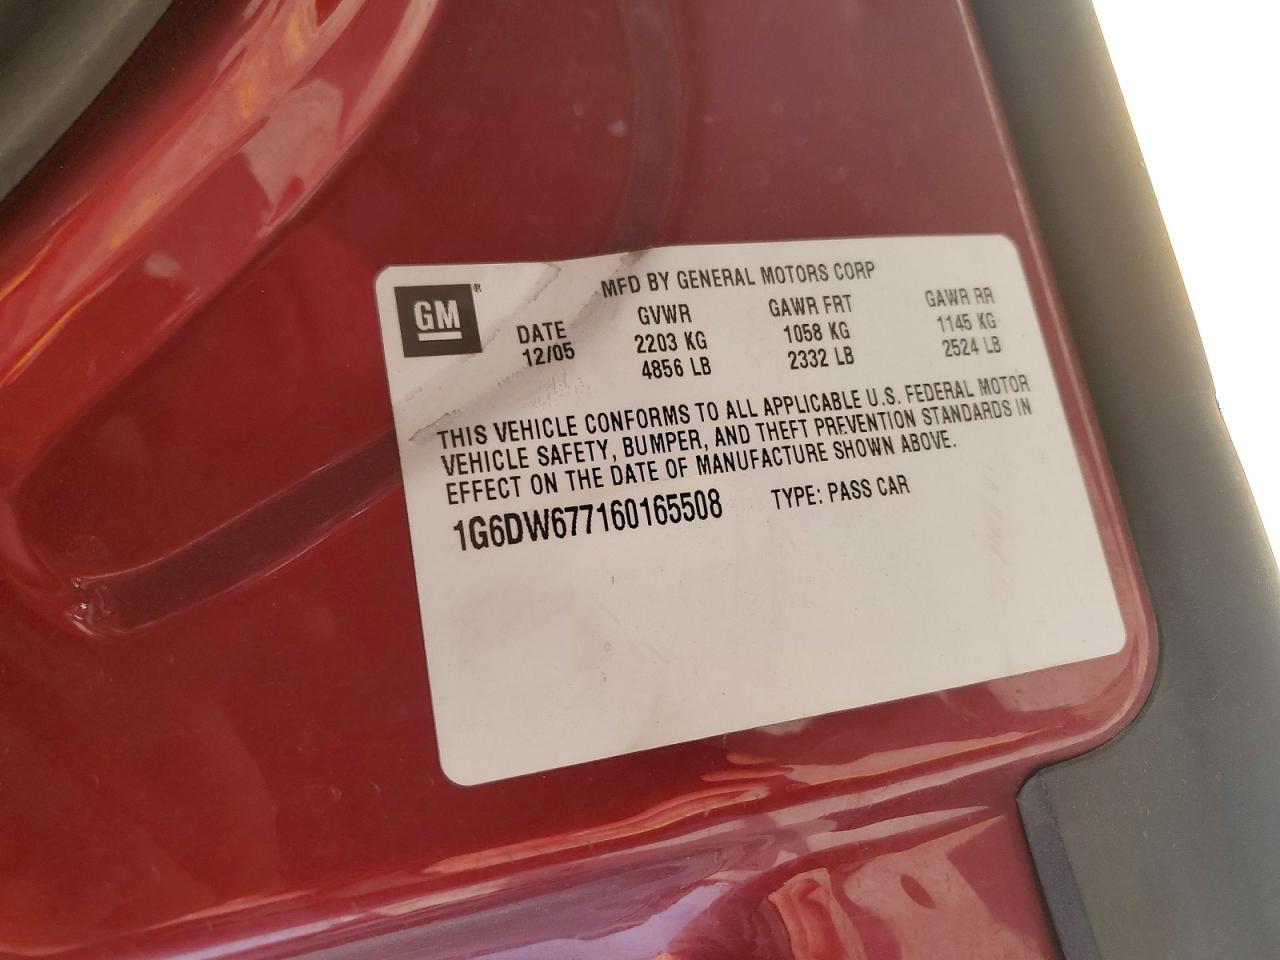 GM®
MFD BY GENERAL MOTORS CORP
DATE GVWR GAWR FRT GAWR RR
12/05 2203 KG 1058 KG 1145 KG
4856 LB 2332 LB 2524 LB
THIS VEHICLE CONFORMS TO ALL APPLICABLE U.S. FEDERAL MOTOR
VEHICLE SAFETY, BUMPER, AND THEFT PREVENTION STANDARDS IN
EFFECT ON THE DATE OF MANUFACTURE SHOWN ABOVE.
1G6DW677160165508 TYPE: PASS CAR